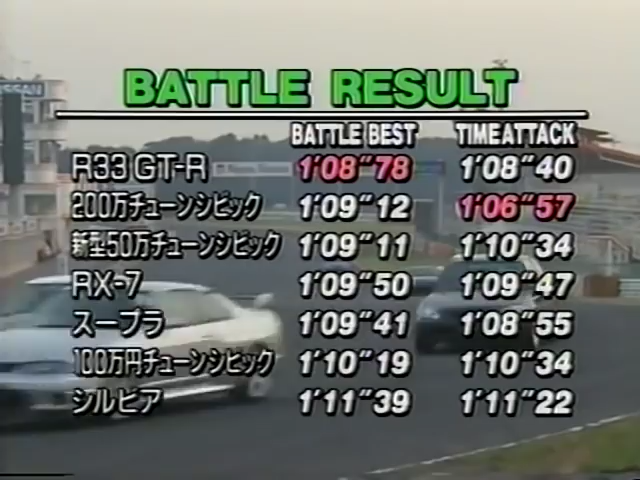 NISSAN
BATTLE RESULT
BATTLE BEST TIMEATTACK
R33 GT-R 1'08"78 1'08"40
200万チューンシビック 1'09"12 1'06"57
新型50万チューンシビック 1'09"11 1'10"34
RX-7 1'09"50 1'09"47
スープラ 1'09"41 1'08"55
100万円チューンシビック 1'10"19 1'10"34
シルビア 1'11"39 1'11"22